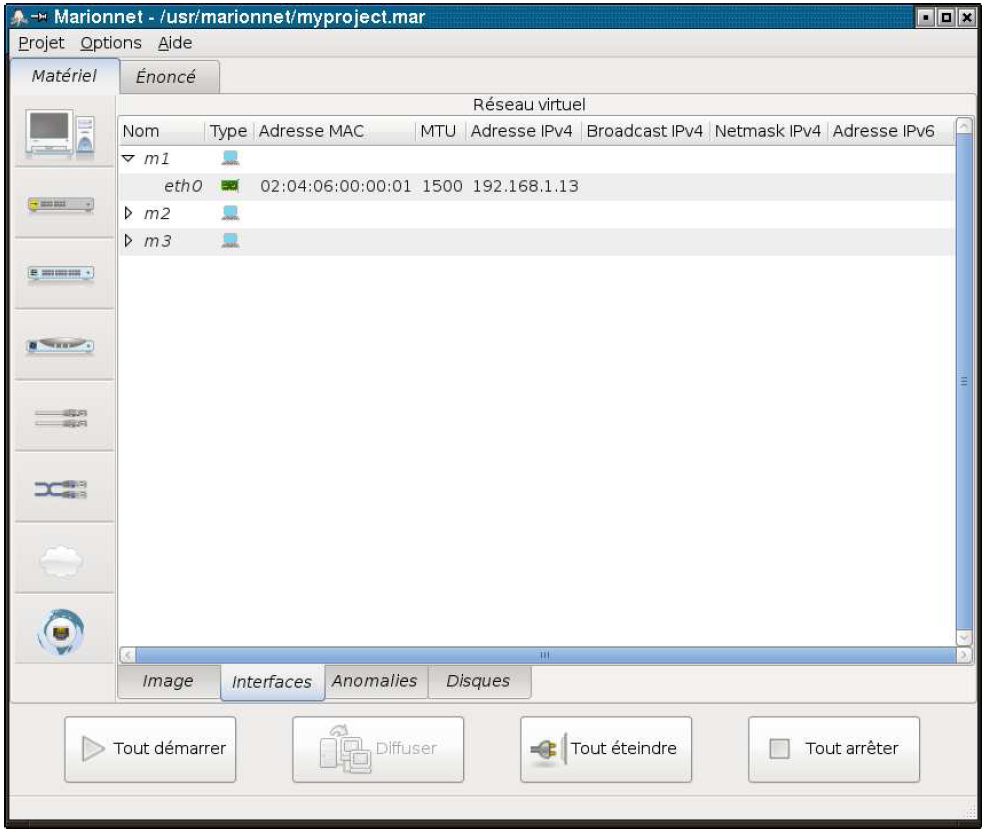 Marionnet - /usr/marionnet/myproject.mar
Projet Options Aide
Matériel Énoncé
Réseau virtuel
Nom Type Adresse MAC MTU Adresse IPv4 Broadcast IPv4 Netmask IPv4 Adresse IPv6
m1
eth0 02:04:06:00:00:01 1500 192.168.1.13
m2
m3
Image Interfaces Anomalies Disques
Tout démarrer Diffuser Tout éteindre Tout arrêter